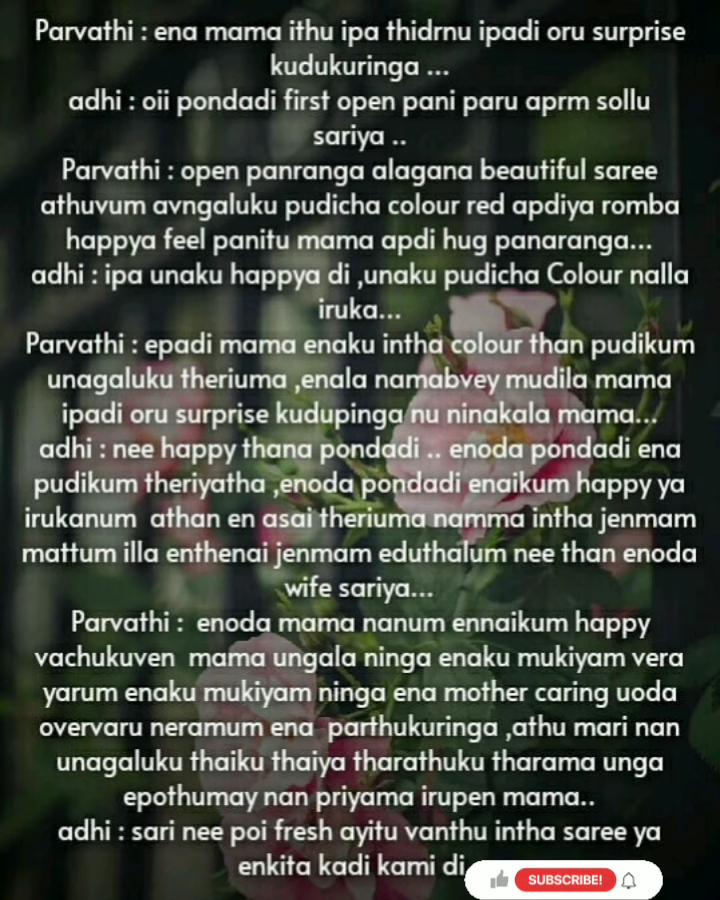 Parvathi : ena mama ithu ipa thidrnu ipadi oru surprise
kudukuringa ...
adhi : oii pondadi first open pani paru aprm sollu
sariya ..
Parvathi : open panranga alagana beautiful saree
athuvum avngaluku pudicha colour red apdiya romba
happya feel panitu mama apdi hug panaranga...
adhi : ipa unaku happya di ,unaku pudicha Colour nalla
iruka...
Parvathi : epadi mama enaku intha colour than pudikum
unagaluku theriuma ,enala namabvey mudila mama
ipadi oru surprise kudupinga nu ninakala mama...
adhi : nee happy thana pondadi .. enoda pondadi ena
pudikum theriyatha ,enoda pondadi enaikum happy ya
irukanum athan en asai theriuma namma intha jenmam
mattum illa enthenai jenmam eduthalum nee than enoda
wife sariya...
Parvathi : enoda mama nanum ennaikum happy
vachukuven mama ungala ninga enaku mukiyam vera
yarum enaku mukiyam ninga ena mother caring uoda
overvaru neramum ena parthukuringa ,athu mari nan
unagaluku thaiku thaiya tharathuku tharama unga
epothumay nan priyama irupen mama..
adhi : sari nee poi fresh ayitu vanthu intha saree ya
enkita kadi kami di
SUBSCRIBE!